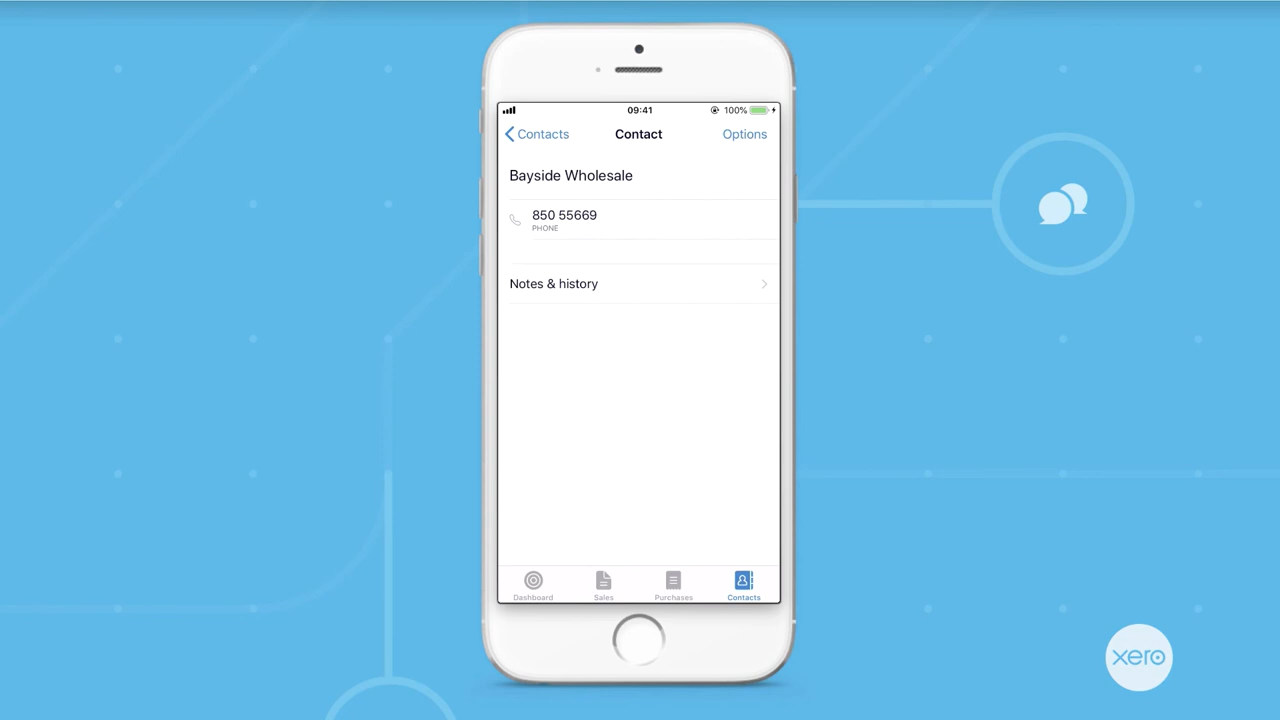 09:41
100%
Contacts
Contact
Options
Bayside Wholesale
850 55669
PHONE
Notes & history
Dashboard
Sales
Purchases
Contacts
xero